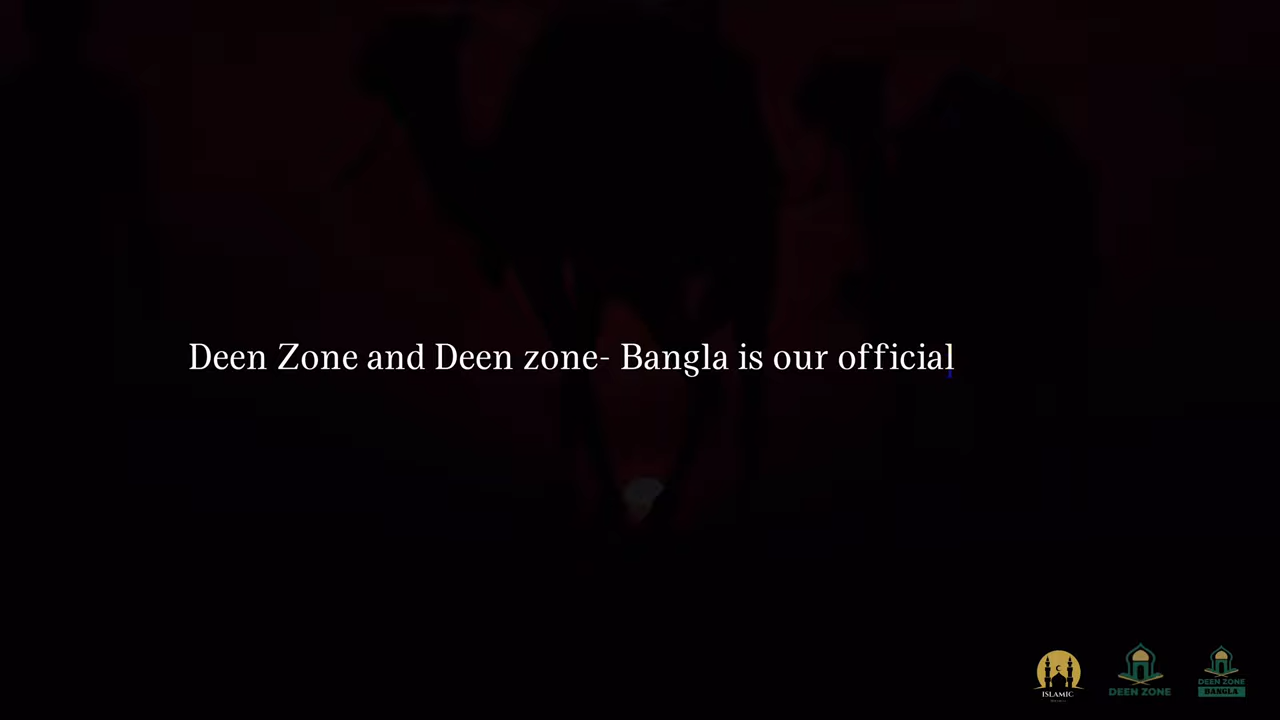 Deen Zone and Deen zone- Bangla is our official
ISLAMIC
DEEN ZONE
DEEN ZONE
BANGLA